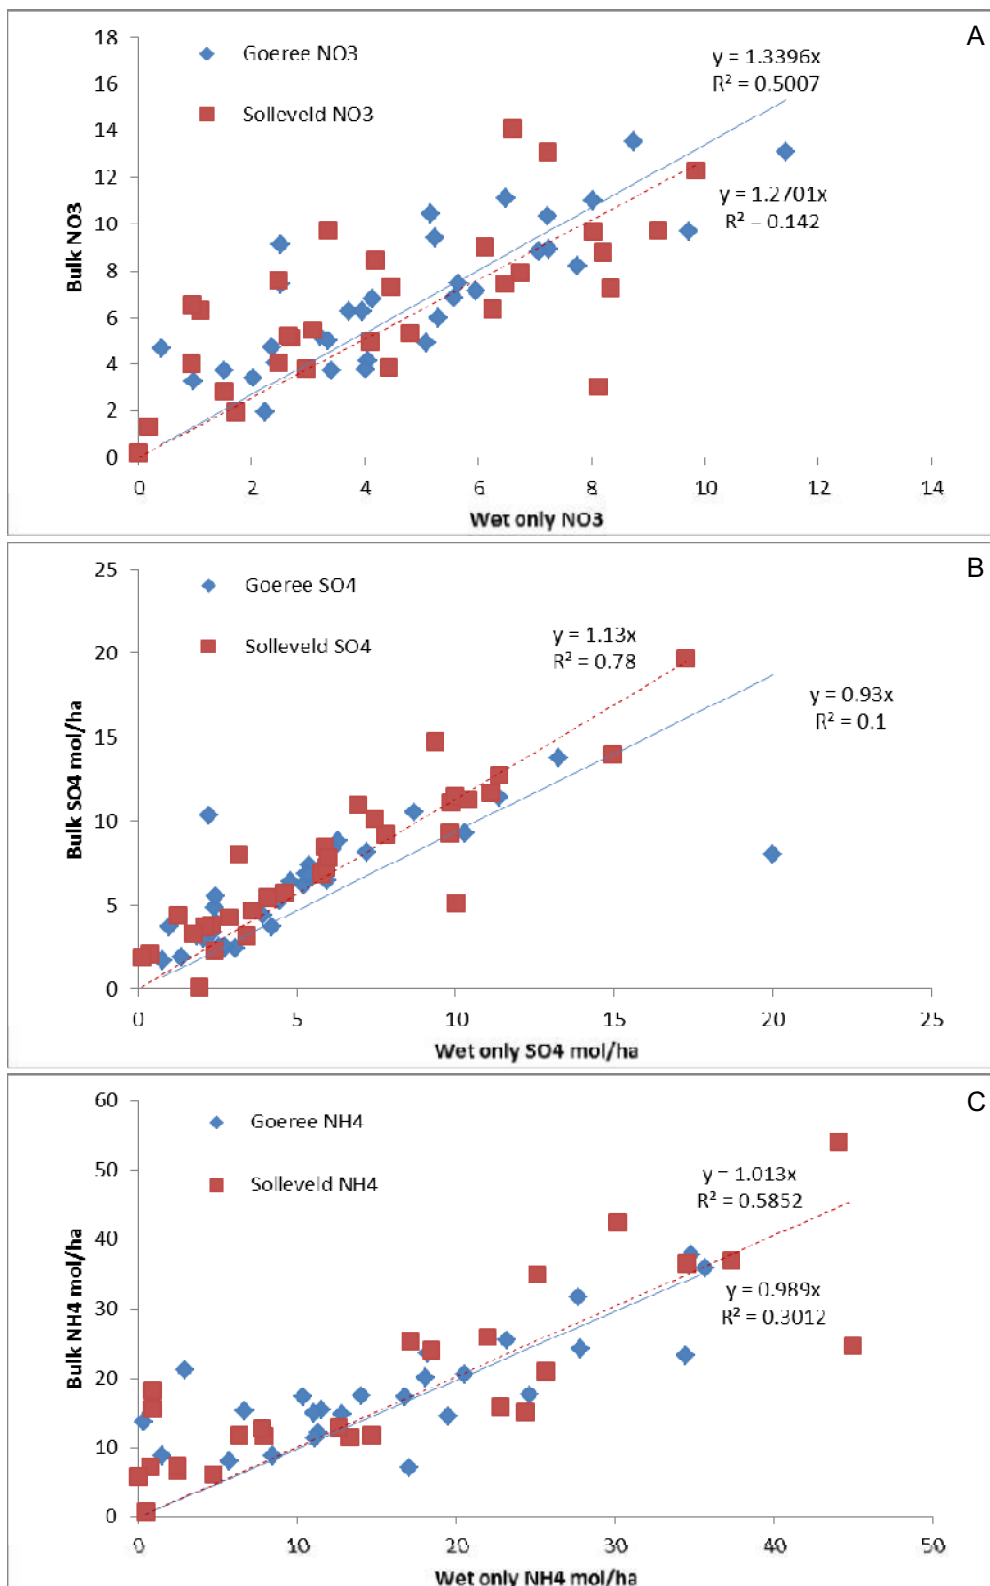 A
18
16
14
12
10
8
6
4
2
0
Bulk NO3
Goeree NO3
Solleveld NO3
y = 1.3396x
R² = 0.5007
y = 1.2701x
R² = 0.142
0 2 4 6 8 10 12 14
Wet only NO3
B
25
20
15
10
5
0
Bulk SO4 mol/ha
Goeree SO4
Solleveld SO4
y = 1.13x
R² = 0.78
y = 0.93x
R² = 0.1
0 5 10 15 20 25
Wet only SO4 mol/ha
C
60
50
40
30
20
10
0
Bulk NH4 mol/ha
Goeree NH4
Solleveld NH4
y = 1.013x
R² = 0.5852
y = 0.989x
R² = 0.3012
0 10 20 30 40 50
Wet only NH4 mol/ha